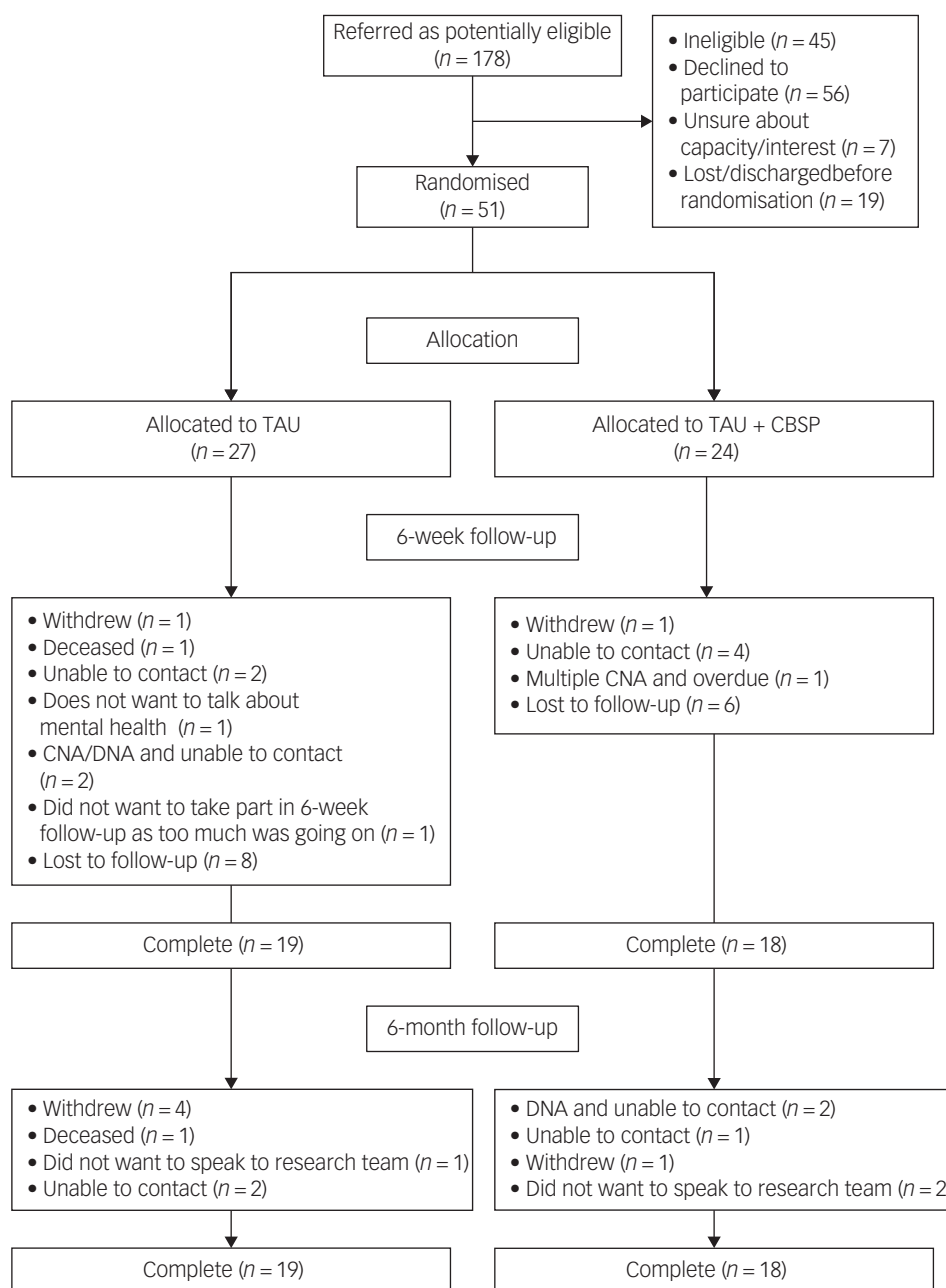 Referred as potentially eligible
(n = 178)
• Ineligible (n = 45)
• Declined to
participate (n = 56)
• Unsure about
capacity/interest (n = 7)
• Lost/dischargedbefore
randomisation (n = 19)
Randomised
(n = 51)
Allocation
Allocated to TAU
(n = 27)
Allocated to TAU + CBSP
(n = 24)
6-week follow-up
• Withdrew (n = 1)
• Deceased (n = 1)
• Unable to contact (n = 2)
• Does not want to talk about
mental health (n = 1)
• CNA/DNA and unable to contact
(n = 2)
• Did not want to take part in 6-week
follow-up as too much was going on (n = 1)
• Lost to follow-up (n = 8)
• Withdrew (n = 1)
• Unable to contact (n = 4)
• Multiple CNA and overdue (n = 1)
• Lost to follow-up (n = 6)
Complete (n = 19)
Complete (n = 18)
6-month follow-up
• Withdrew (n = 4)
• Deceased (n = 1)
• Did not want to speak to research team (n = 1)
• Unable to contact (n = 2)
• DNA and unable to contact (n = 2)
• Unable to contact (n = 1)
• Withdrew (n = 1)
• Did not want to speak to research team (n = 2
Complete (n = 19)
Complete (n = 18)